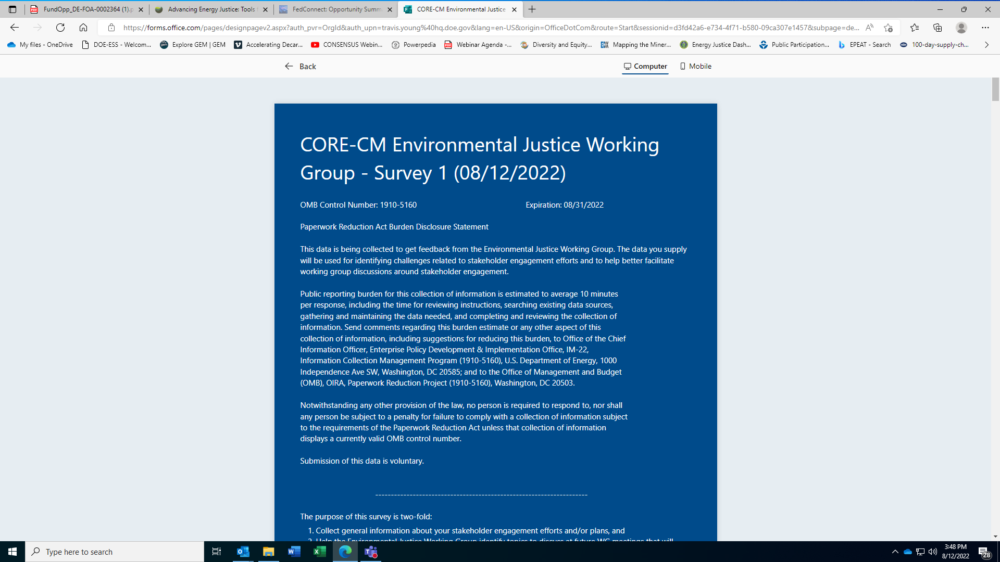 FundOpp_DE-FOA-0002364 (1).p
Advancing Energy Justice: Tools f
FedConnect: Opportunity Summ
CORE-CM Environmental Justice
https://forms.office.com/pages/designpagev2.aspx?auth_pvr=OrgId&auth_upn=travis.young%40hq.doe.gov&lang=en-US&origin=OfficeDotCom&route=Start&sessionid=d3fd42a6-e734-4f71-b580-09ca307e1457&subpage=de...
My files - OneDrive
DOE-ESS - Welcom...
Explore GEM | GEM
Accelerating Decar...
CONSENSUS Webin...
Powerpedia
Webinar Agenda -...
Diversity and Equity...
Mapping the Miner...
Energy Justice Dash...
Public Participation...
EPEAT - Search
100-day-supply-ch...
Back
Computer
Mobile
CORE-CM Environmental Justice Working
Group - Survey 1 (08/12/2022)
OMB Control Number: 1910-5160 Expiration: 08/31/2022
Paperwork Reduction Act Burden Disclosure Statement
This data is being collected to get feedback from the Environmental Justice Working Group. The data you supply
will be used for identifying challenges related to stakeholder engagement efforts and to help better facilitate
working group discussions around stakeholder engagement.
Public reporting burden for this collection of information is estimated to average 10 minutes
per response, including the time for reviewing instructions, searching existing data sources,
gathering and maintaining the data needed, and completing and reviewing the collection of
information. Send comments regarding this burden estimate or any other aspect of this
collection of information, including suggestions for reducing this burden, to Office of the Chief
Information Officer, Enterprise Policy Development & Implementation Office, IM-22,
Information Collection Management Program (1910-5160), U.S. Department of Energy, 1000
Independence Ave SW, Washington, DC 20585; and to the Office of Management and Budget
(OMB), OIRA, Paperwork Reduction Project (1910-5160), Washington, DC 20503.
Notwithstanding any other provision of the law, no person is required to respond to, nor shall
any person be subject to a penalty for failure to comply with a collection of information subject
to the requirements of the Paperwork Reduction Act unless that collection of information
displays a currently valid OMB control number.
Submission of this data is voluntary.
--------------------------------------------------------------------
The purpose of this survey is two-fold:
1. Collect general information about your stakeholder engagement efforts and/or plans, and
2. Help the Environmental Justice Working Group identify topics to discuss at future WG meetings that will
Type here to search
3:48 PM
8/12/2022
28